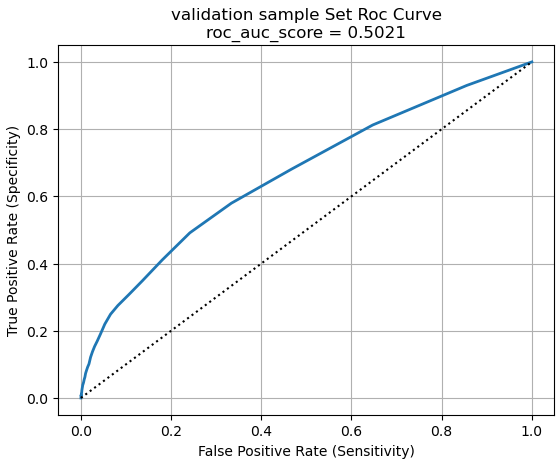 validation sample Set Roc Curve
roc_auc_score = 0.5021
1.0
0.8
0.6
0.4
0.2
0.0
True Positive Rate (Specificity)
0.0 0.2 0.4 0.6 0.8 1.0
False Positive Rate (Sensitivity)